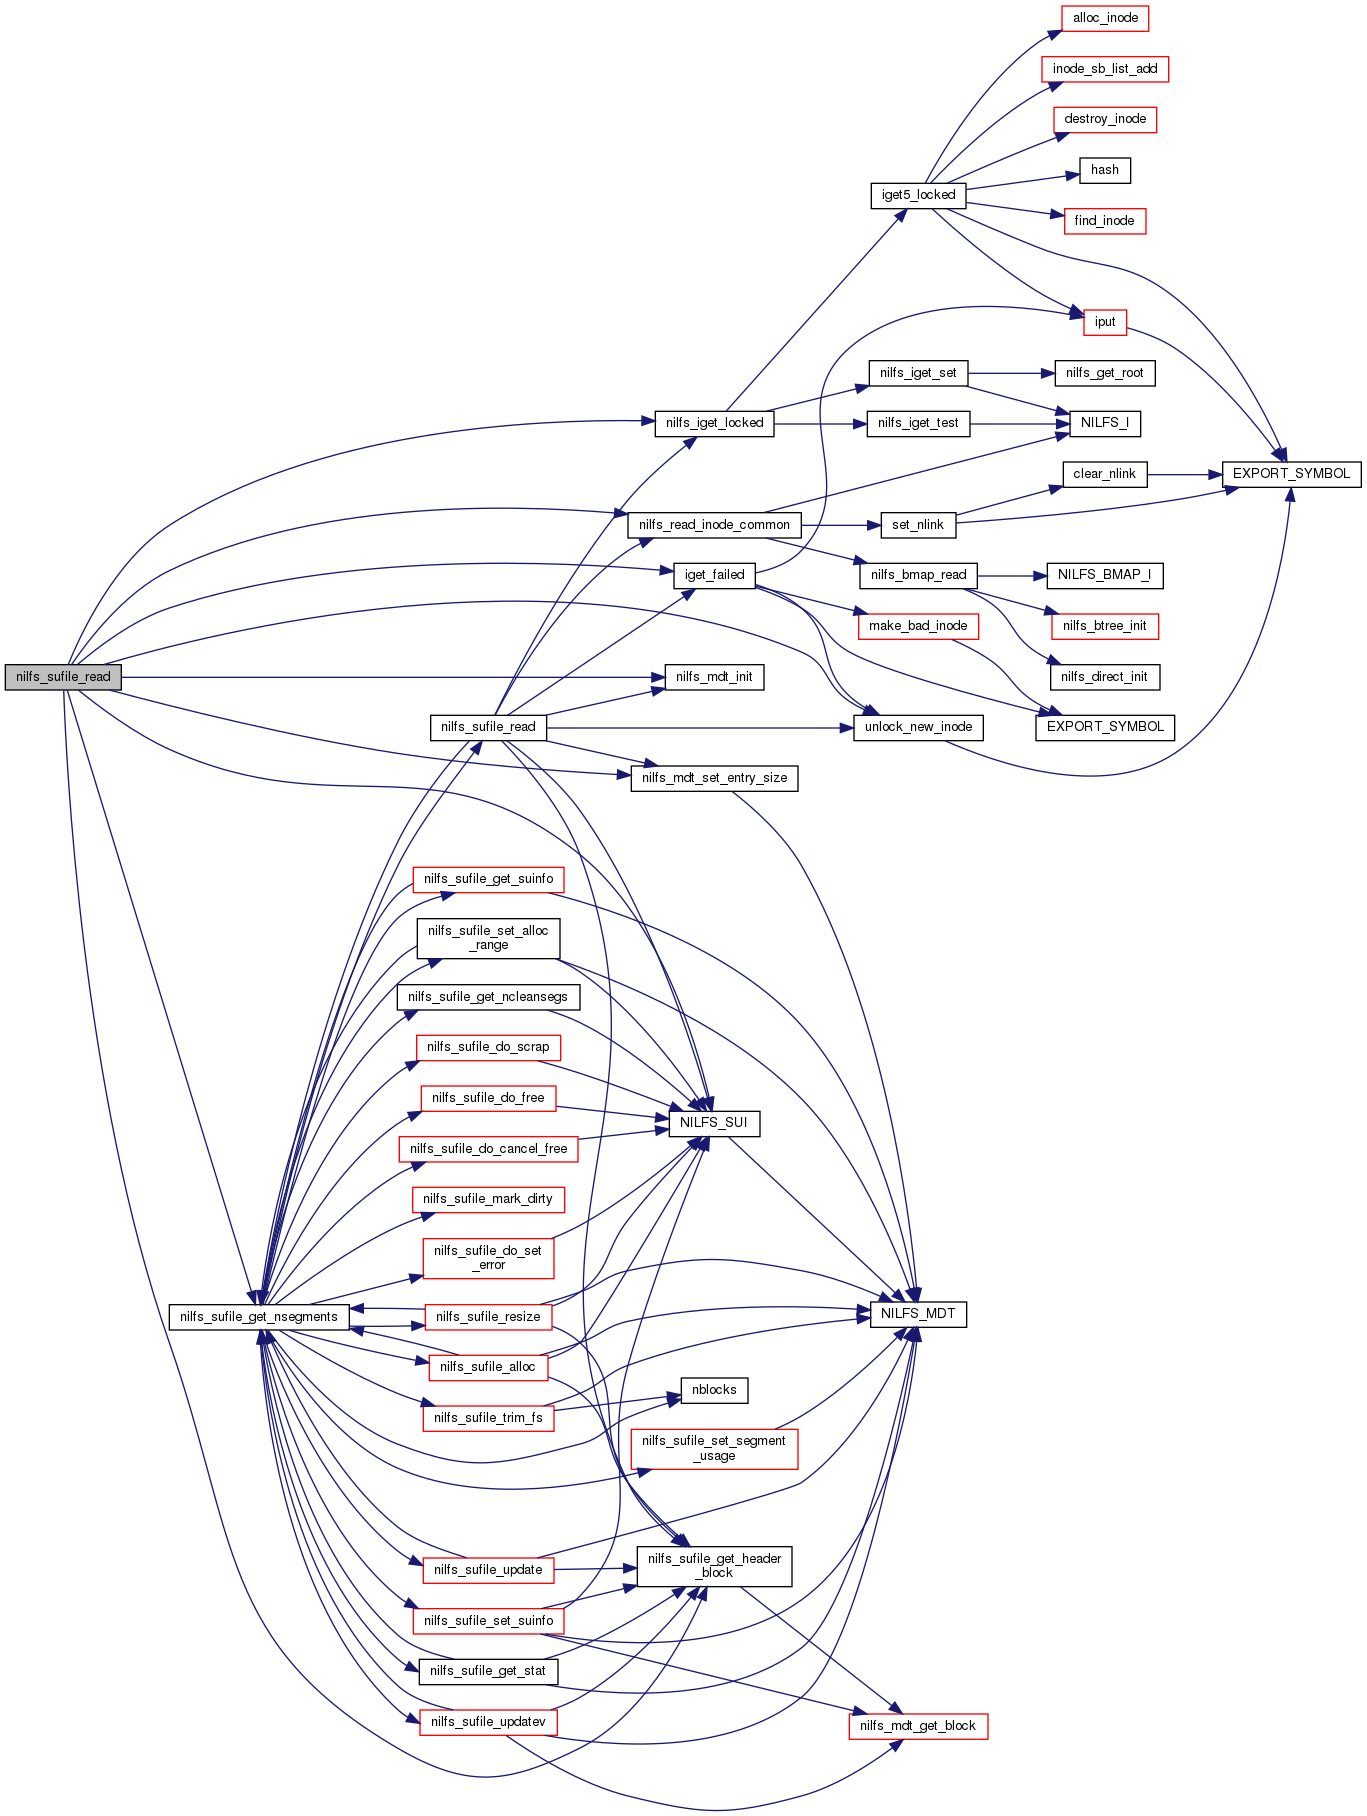 alloc_inode
inode_sb_list_add
destroy_inode
hash
iget5_locked
find_inode
iput
nilfs_iget_set
nilfs_get_root
nilfs_iget_locked
nilfs_iget_test
NILFS_I
clear_nlink
EXPORT_SYMBOL
nilfs_read_inode_common
set_nlink
iget_failed
nilfs_bmap_read
NILFS_BMAP_I
make_bad_inode
nilfs_btree_init
nilfs_sufile_read
nilfs_mdt_init
nilfs_direct_init
nilfs_sufile_read
unlock_new_inode
EXPORT_SYMBOL
nilfs_mdt_set_entry_size
nilfs_sufile_get_suinfo
nilfs_sufile_set_alloc
_range
nilfs_sufile_get_ncleansegs
nilfs_sufile_do_scrap
nilfs_sufile_do_free
NILFS_SUI
nilfs_sufile_do_cancel_free
nilfs_sufile_mark_dirty
nilfs_sufile_do_set
_error
nilfs_sufile_get_nsegments
nilfs_sufile_resize
NILFS_MDT
nilfs_sufile_alloc
nblocks
nilfs_sufile_trim_fs
nilfs_sufile_set_segment
_usage
nilfs_sufile_update
nilfs_sufile_get_header
_block
nilfs_sufile_set_suinfo
nilfs_sufile_get_stat
nilfs_sufile_updatev
nilfs_mdt_get_block